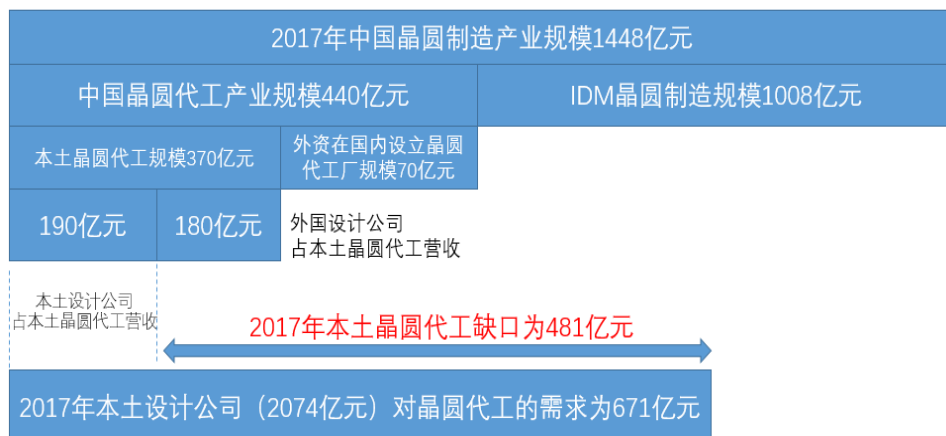 2017年中国晶圆制造产业规模1448亿元
中国晶圆代工产业规模440亿元
IDM晶圆制造规模1008亿元
本土晶圆代工规模370亿元
外资在国内设立晶圆
代工厂规模70亿元
190亿元
180亿元
外国设计公司
占本土晶圆代工营收
本土设计公司
占本土晶圆代工营收
2017年本土晶圆代工缺口为481亿元
2017年本土设计公司（2074亿元）对晶圆代工的需求为671亿元